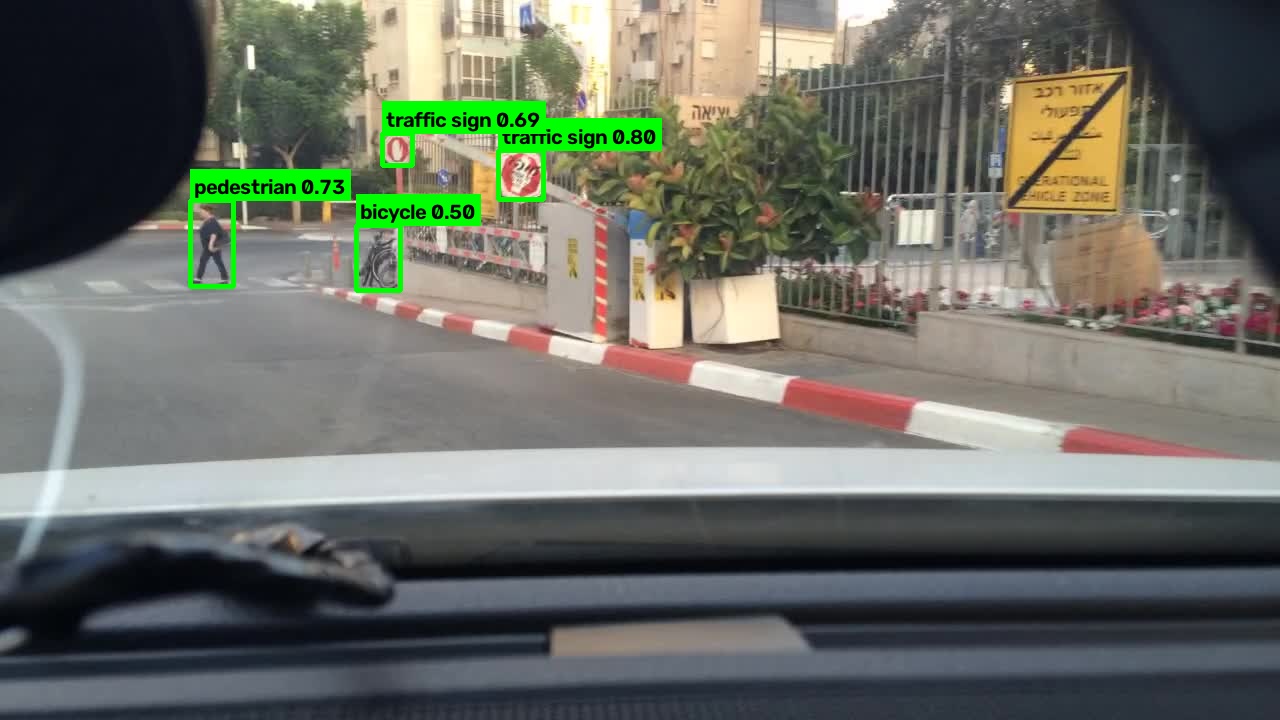 traffic sign 0.69
traffic sign 0.80
pedestrian 0.73
bicycle 0.50
יציאה
אזור רכב
תפעולי
OPERATIONAL
VEHICLE ZONE